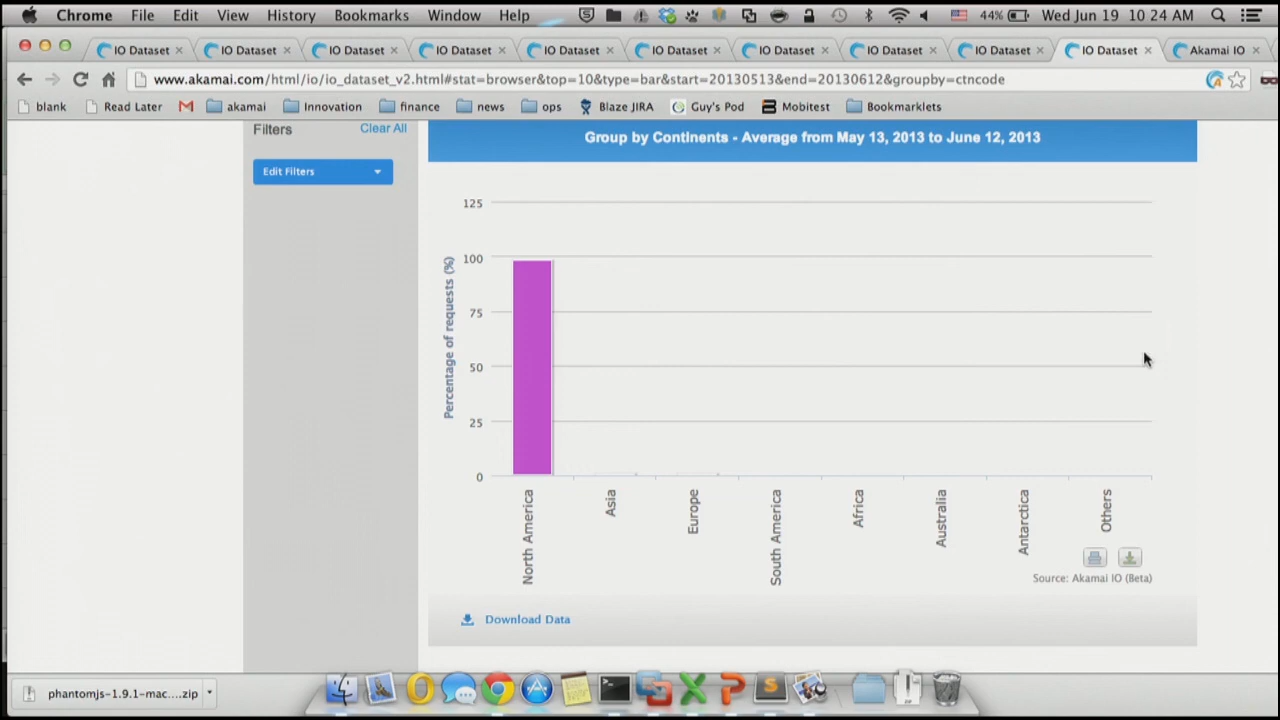 Chrome File Edit View History Bookmarks Window Help 44% Wed Jun 19 10:24 AM
IO Dataset IO Dataset IO Dataset IO Dataset IO Dataset IO Dataset IO Dataset IO Dataset IO Dataset IO Dataset Akamai IO
www.akamai.com/html/io/io_dataset_v2.html#stat=browser&top=10&type=bar&start=20130513&end=20130612&groupby=ctncode
blank Read Later akamai Innovation finance news ops Blaze JIRA Guy's Pod Mobitest Bookmarklets
Filters Clear All
Edit Filters
Group by Continents - Average from May 13, 2013 to June 12, 2013
Percentage of requests (%)
125
100
75
50
25
0
North America
Asia
Europe
South America
Africa
Australia
Antarctica
Others
Source: Akamai IO (Beta)
Download Data
phantomjs-1.9.1-mac....zip